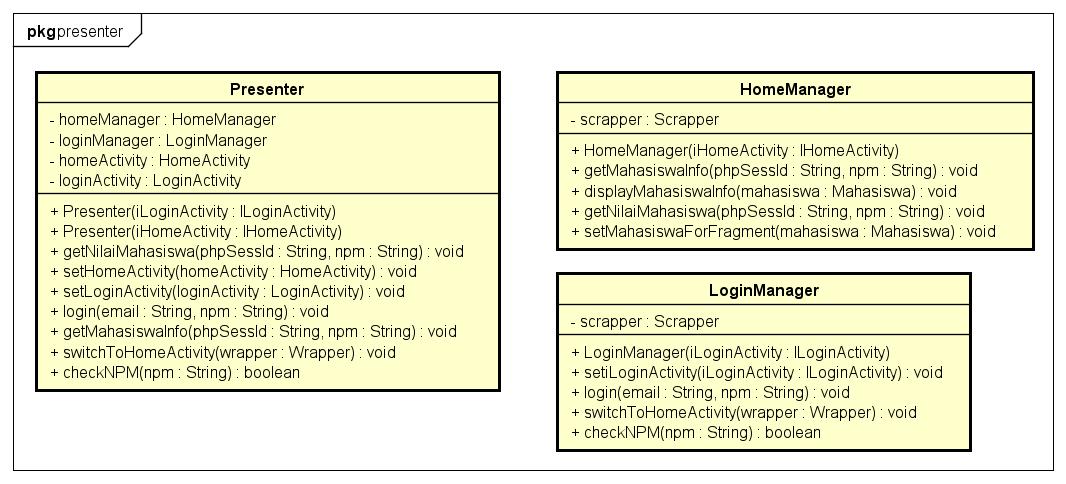 pkg presenter
Presenter
- homeManager : HomeManager
- loginManager : LoginManager
- homeActivity : HomeActivity
- loginActivity : LoginActivity
+ Presenter(iLoginActivity : ILoginActivity)
+ Presenter(iHomeActivity : IHomeActivity)
+ getNilaiMahasiswa(phpSessId : String, npm : String) : void
+ setHomeActivity(homeActivity : HomeActivity) : void
+ setLoginActivity(loginActivity : LoginActivity) : void
+ login(email : String, npm : String) : void
+ getMahasiswaInfo(phpSessId : String, npm : String) : void
+ switchToHomeActivity(wrapper : Wrapper) : void
+ checkNPM(npm : String) : boolean
HomeManager
- scrapper : Scrapper
+ HomeManager(iHomeActivity : IHomeActivity)
+ getMahasiswaInfo(phpSessId : String, npm : String) : void
+ displayMahasiswaInfo(mahasiswa : Mahasiswa) : void
+ getNilaiMahasiswa(phpSessId : String, npm : String) : void
+ setMahasiswaForFragment(mahasiswa : Mahasiswa) : void
LoginManager
- scrapper : Scrapper
+ LoginManager(iLoginActivity : ILoginActivity)
+ setiLoginActivity(iLoginActivity : ILoginActivity) : void
+ login(email : String, npm : String) : void
+ switchToHomeActivity(wrapper : Wrapper) : void
+ checkNPM(npm : String) : boolean